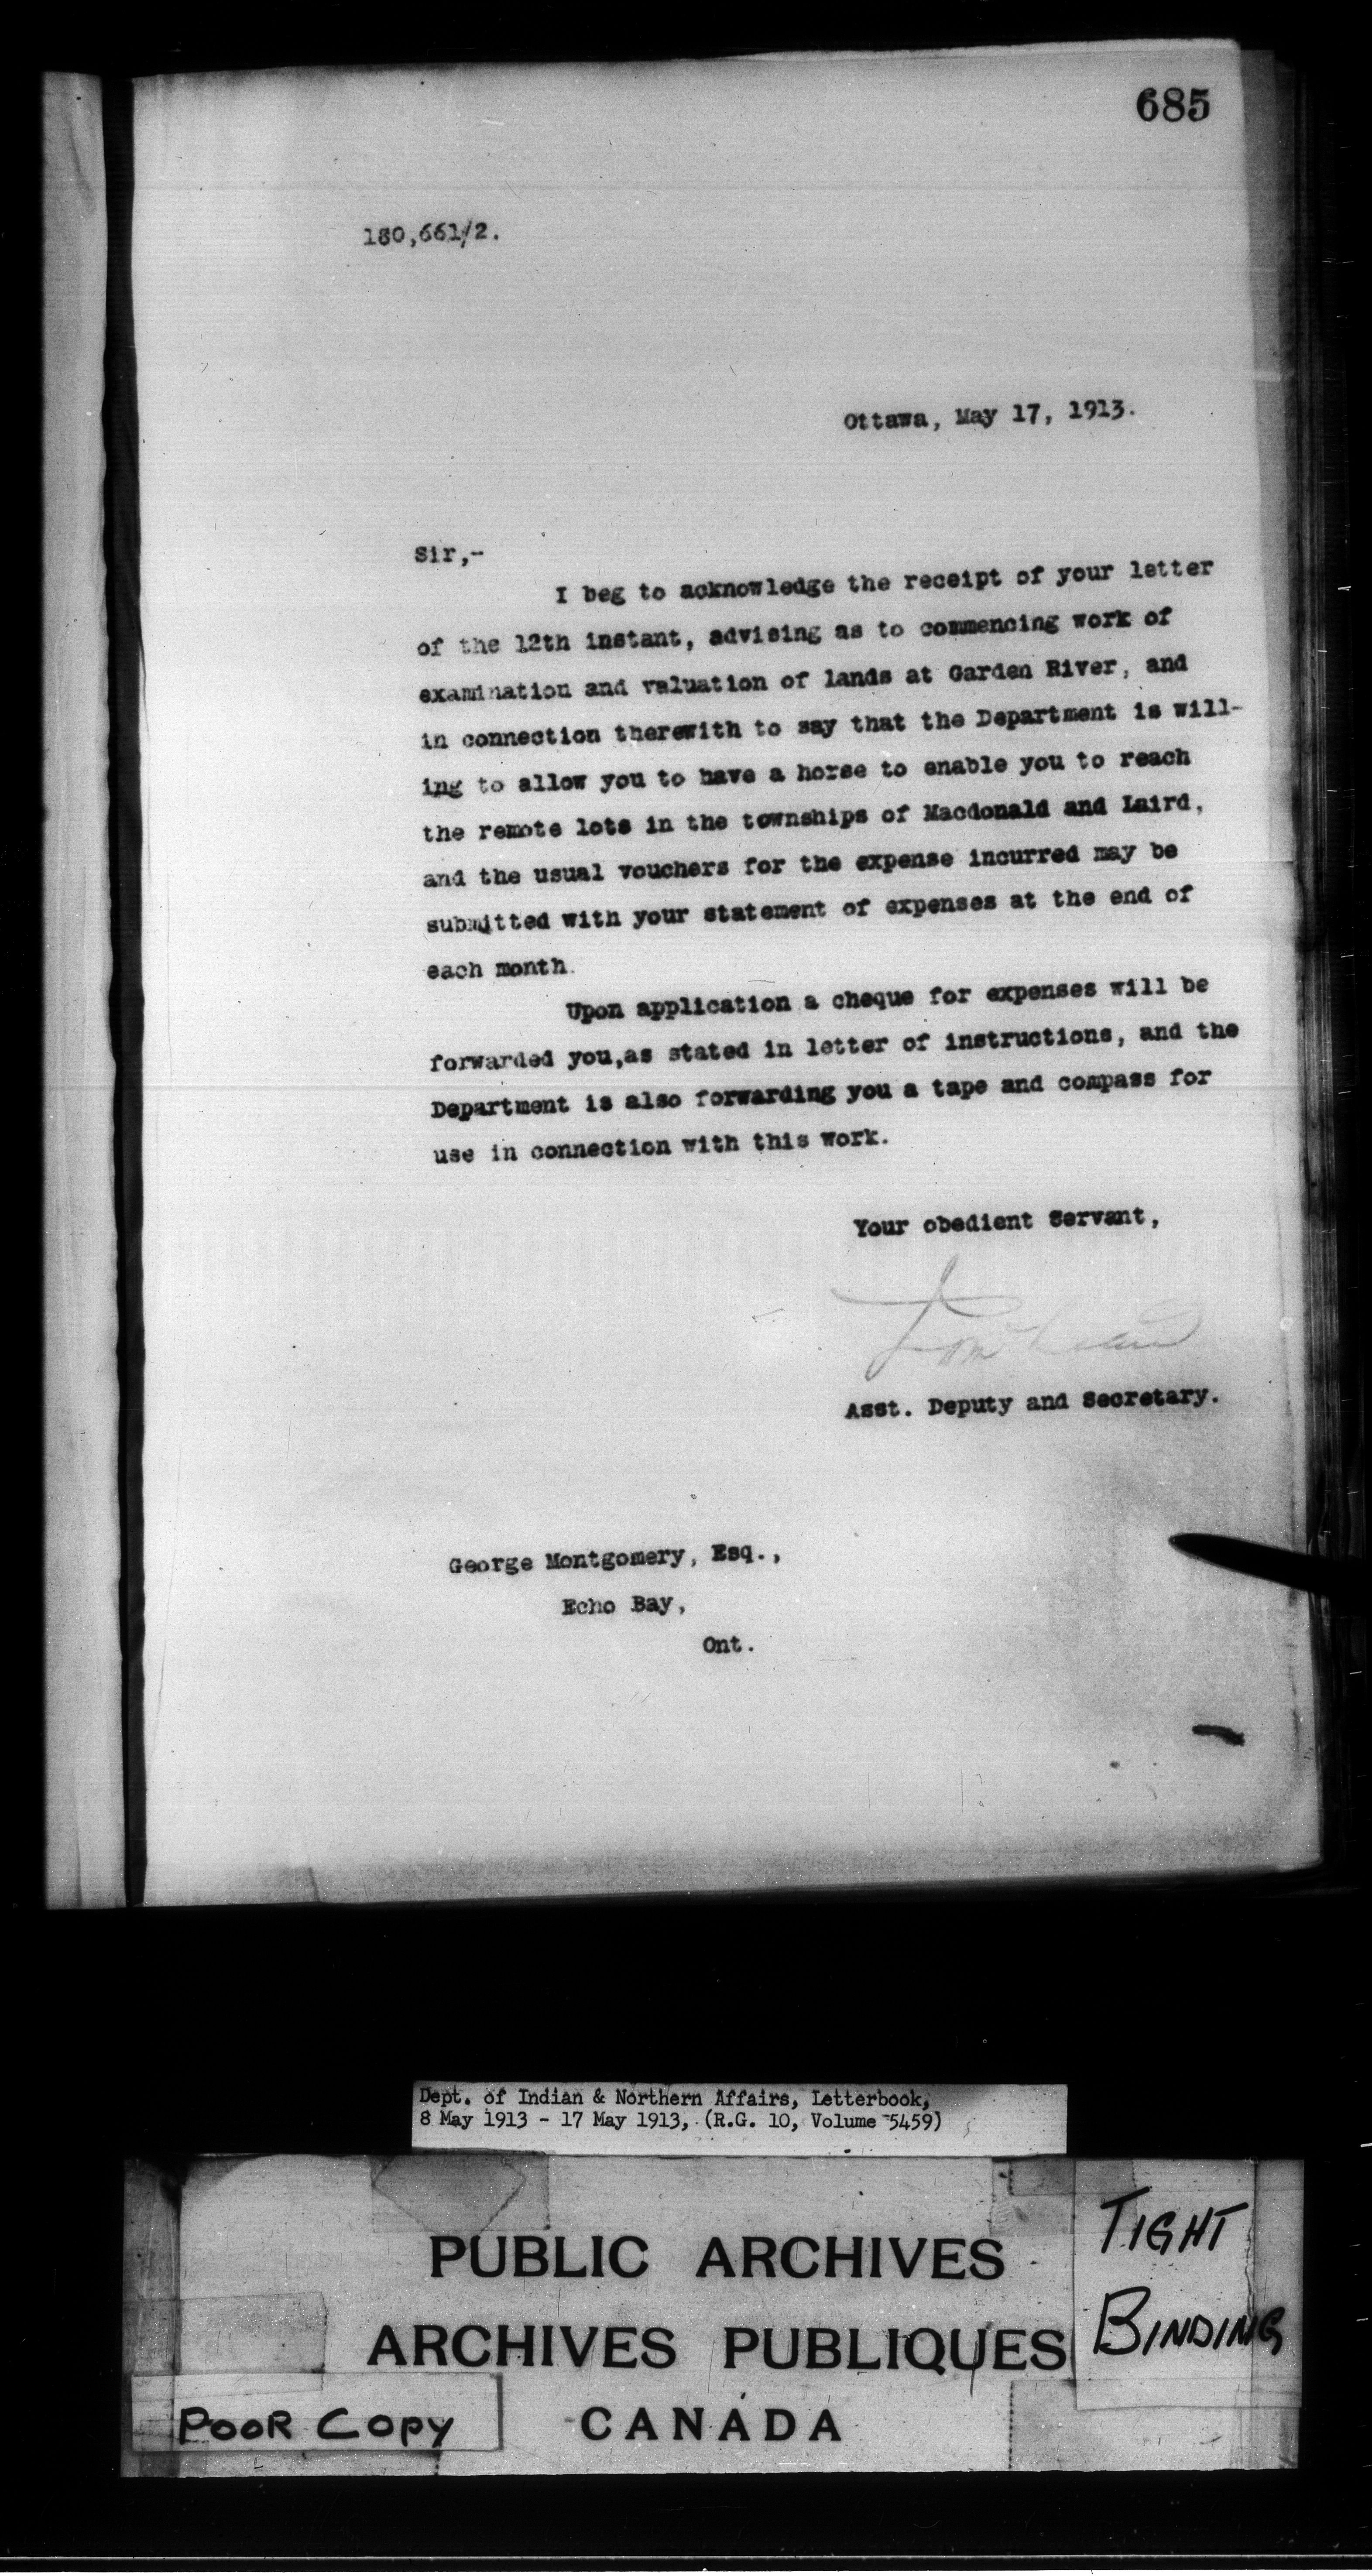 685
180,661/2.
Ottawa, May 17, 1913.
Sir,-
I beg to acknowledge the receipt of your letter
of the 12th instant, advising as to commencing work of
examination and valuation of lands at Garden River, and
in connection therewith to say that the Department is will-
ing to allow you to have a horse to enable you to reach
the remote lots in the townships of Macdonald and Laird,
and the usual vouchers for the expense incurred may be
submitted with your statement of expenses at the end of
each month.
Upon application a cheque for expenses will be
forwarded you,as stated in letter of instructions, and the
Department is also forwarding you a tape and compass for
use in connection with this work.
Your obedient Servant,
Asst. Deputy and Secretary.
George Montgomery, Esq.,
Echo Bay,
Ont.
Dept. of Indian & Northern Affairs, Letterbook,
8 May 1913 - 17 May 1913, (R.G. 10, Volume 5459)
PUBLIC ARCHIVES
ARCHIVES PUBLIQUES
CANADA
TIGHT
BINDING
POOR COPY